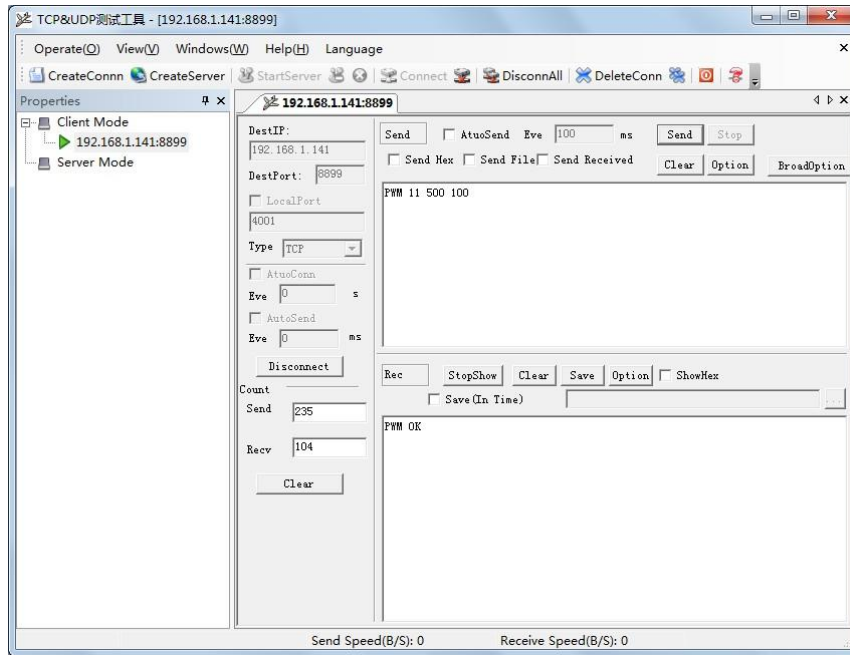 TCP&UDP测试工具 - [192.168.1.141:8899]
Operate(O) View(V) Windows(W) Help(H) Language
CreateConnn CreateServer StartServer Connect DisconnAll DeleteConn
Properties
Client Mode
192.168.1.141:8899
Server Mode
192.168.1.141:8899
DestIP:
192.168.1.141
DestPort: 8899
LocalPort
4001
Type TCP
AtuoConn
Eve 0 s
AutoSend
Eve 0 ms
Disconnect
Count
Send 235
Recv 104
Clear
Send AtuoSend Eve 100 ms Send Stop
Send Hex Send File Send Received Clear Option BroadOption
PWM 11 500 100
Rec StopShow Clear Save Option ShowHex
Save(In Time) ...
PWM OK
Send Speed(B/S): 0 Receive Speed(B/S): 0